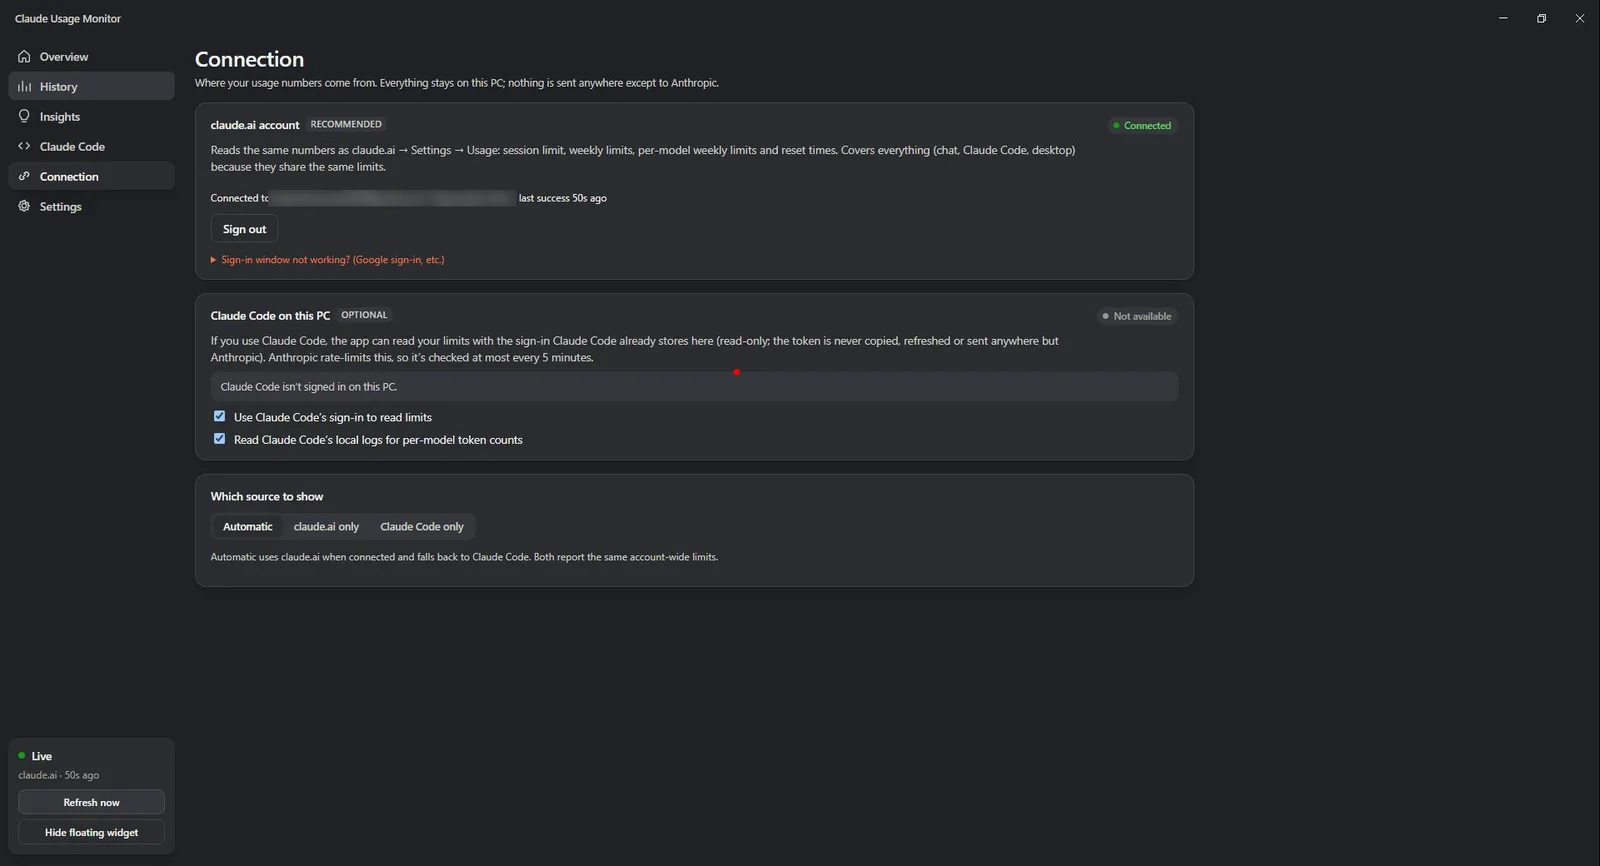 Claude Usage Monitor
Overview
History
Insights
Claude Code
Connection
Settings
Connection
Where your usage numbers come from. Everything stays on this PC; nothing is sent anywhere except to Anthropic.
claude.ai account RECOMMENDED
Connected
Reads the same numbers as claude.ai → Settings → Usage: session limit, weekly limits, per-model weekly limits and reset times. Covers everything (chat, Claude Code, desktop)
because they share the same limits.
Connected to last success 50s ago
Sign out
Sign-in window not working? (Google sign-in, etc.)
Claude Code on this PC OPTIONAL
Not available
If you use Claude Code, the app can read your limits with the sign-in Claude Code already stores here (read-only; the token is never copied, refreshed or sent anywhere but
Anthropic). Anthropic rate-limits this, so it's checked at most every 5 minutes.
Claude Code isn't signed in on this PC.
Use Claude Code's sign-in to read limits
Read Claude Code's local logs for per-model token counts
Which source to show
Automatic claude.ai only Claude Code only
Automatic uses claude.ai when connected and falls back to Claude Code. Both report the same account-wide limits.
Live
claude.ai · 50s ago
Refresh now
Hide floating widget